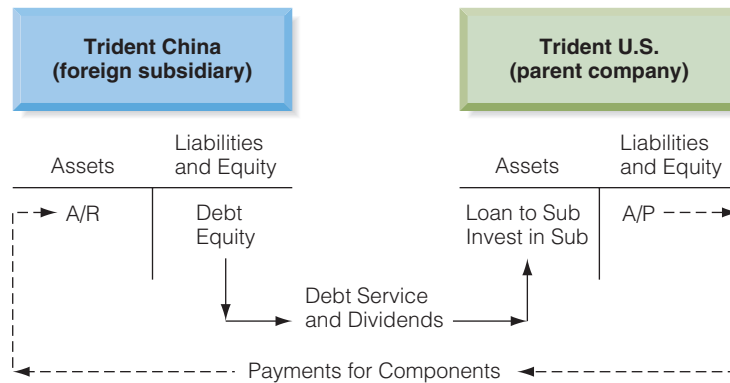 Trident China
(foreign subsidiary)
Trident U.S.
(parent company)
Assets
Liabilities
and Equity
Assets
Liabilities
and Equity
A/R
Debt
Equity
Loan to Sub
Invest in Sub
A/P
Debt Service
and Dividends
Payments for Components